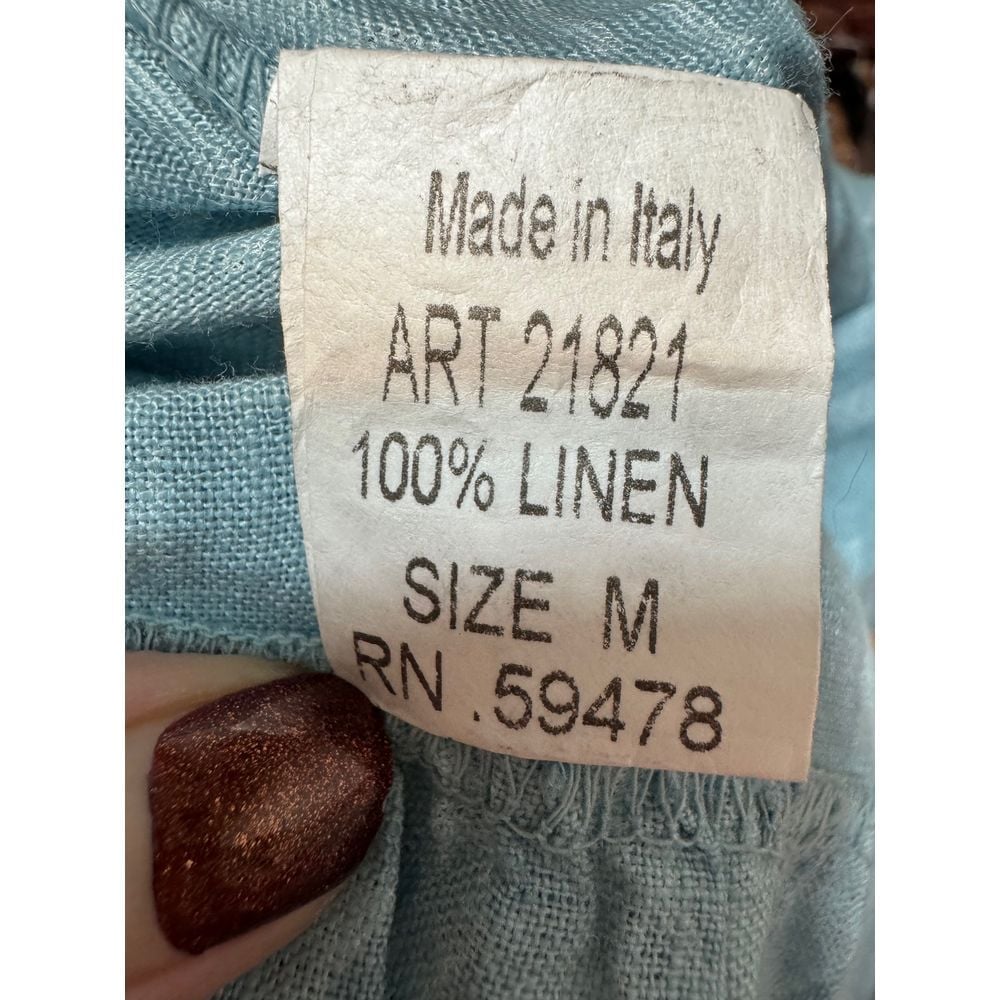 Made in Italy
ART 21821
100% LINEN
SIZE M
RN .59478